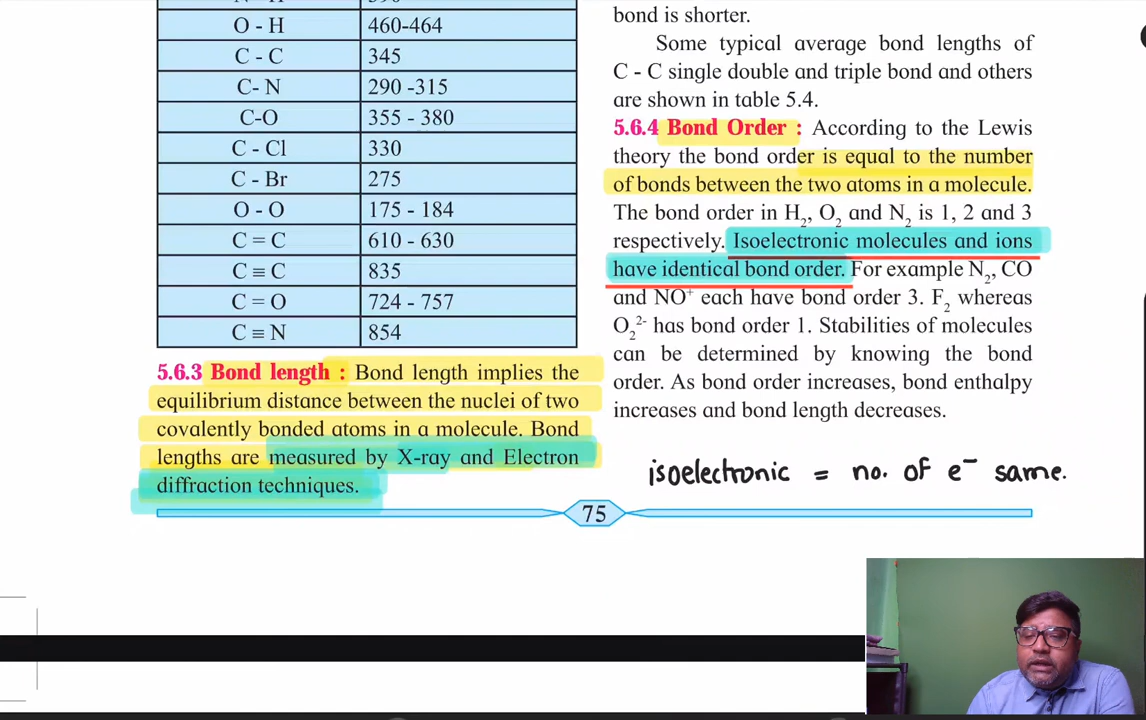 O - H 460-464
C - C 345
C- N 290 -315
C-O 355 - 380
C - Cl 330
C - Br 275
O - O 175 - 184
C = C 610 - 630
C ≡ C 835
C = O 724 - 757
C ≡ N 854
5.6.3 Bond length : Bond length implies the
equilibrium distance between the nuclei of two
covalently bonded atoms in a molecule. Bond
lengths are measured by X-ray and Electron
diffraction techniques.
bond is shorter.
Some typical average bond lengths of
C - C single double and triple bond and others
are shown in table 5.4.
5.6.4 Bond Order : According to the Lewis
theory the bond order is equal to the number
of bonds between the two atoms in a molecule.
The bond order in H₂, O₂ and N₂ is 1, 2 and 3
respectively. Isoelectronic molecules and ions
have identical bond order. For example N₂, CO
and NO⁺ each have bond order 3. F₂ whereas
O₂²⁻ has bond order 1. Stabilities of molecules
can be determined by knowing the bond
order. As bond order increases, bond enthalpy
increases and bond length decreases.
isoelectronic = no. of e⁻ same.
75